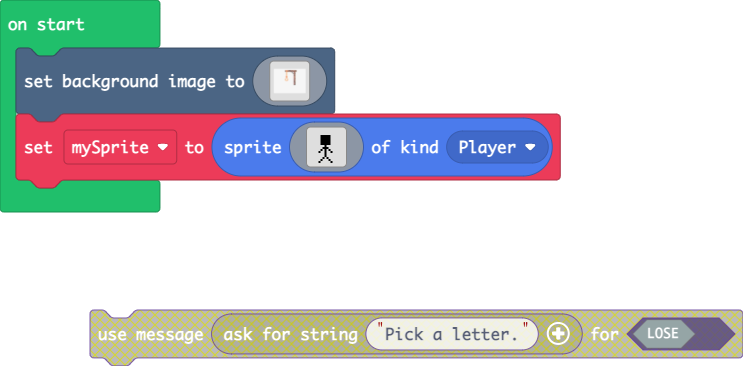 on start
set background image to
set mySprite to sprite of kind Player
use message ask for string "Pick a letter." for LOSE